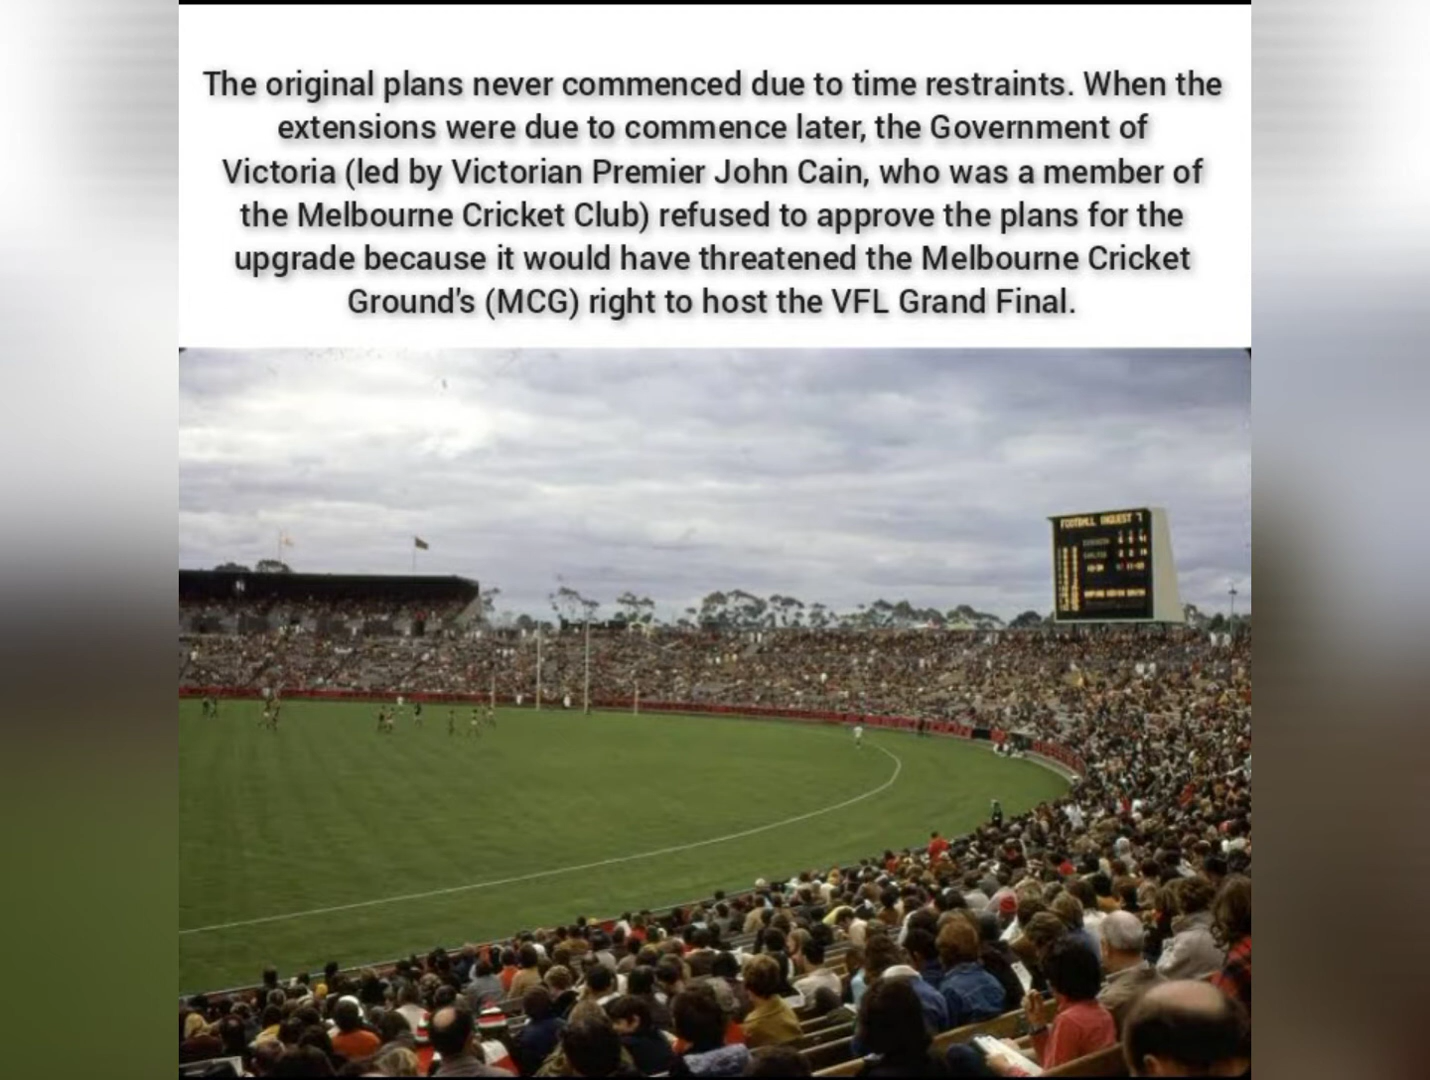 The original plans never commenced due to time restraints. When the
extensions were due to commence later, the Government of
Victoria (led by Victorian Premier John Cain, who was a member of
the Melbourne Cricket Club) refused to approve the plans for the
upgrade because it would have threatened the Melbourne Cricket
Ground's (MCG) right to host the VFL Grand Final.
FOOTBALL INQUEST 7